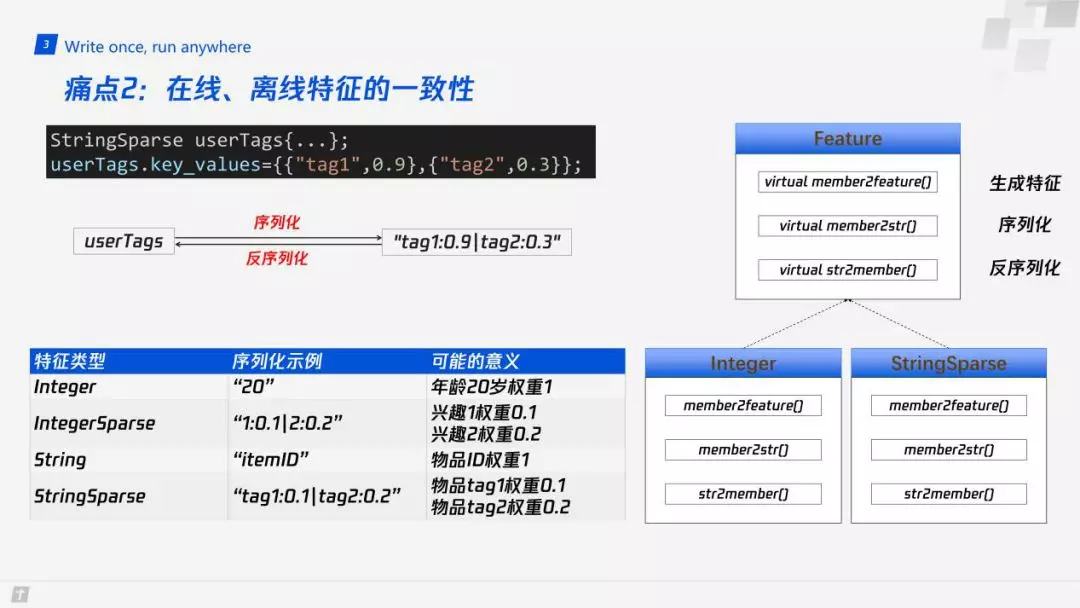 3 Write once, run anywhere
痛点2：在线、离线特征的一致性
StringSparse userTags{...};
userTags.key_values={{"tag1",0.9},{"tag2",0.3}};
序列化
userTags
"tag1:0.9|tag2:0.3"
反序列化
Feature
virtual member2feature() 生成特征
virtual member2str() 序列化
virtual str2member() 反序列化
特征类型 序列化示例 可能的意义
Integer “20” 年龄20岁权重1
IntegerSparse “1:0.1|2:0.2” 兴趣1权重0.1
兴趣2权重0.2
String “itemID” 物品ID权重1
StringSparse “tag1:0.1|tag2:0.2” 物品tag1权重0.1
物品tag2权重0.2
Integer
member2feature()
member2str()
str2member()
StringSparse
member2feature()
member2str()
str2member()